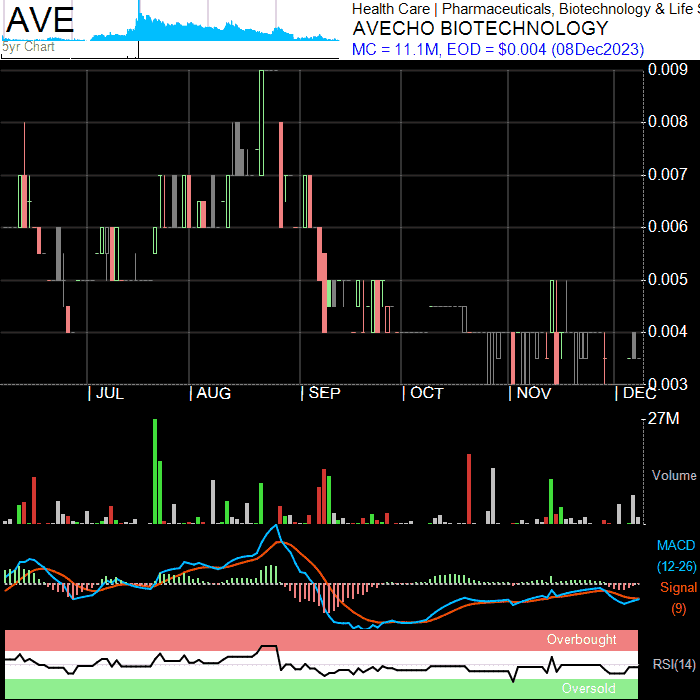 AVE
5yr Chart
Health Care | Pharmaceuticals, Biotechnology & Life S
AVECHO BIOTECHNOLOGY
MC = 11.1M, EOD = $0.004 (08Dec2023)
0.009
0.008
0.007
0.006
0.005
0.004
0.003
| JUL | AUG | SEP | OCT | NOV | DEC
27M
Volume
MACD
(12-26)
Signal
(9)
Overbought
RSI(14)
Oversold